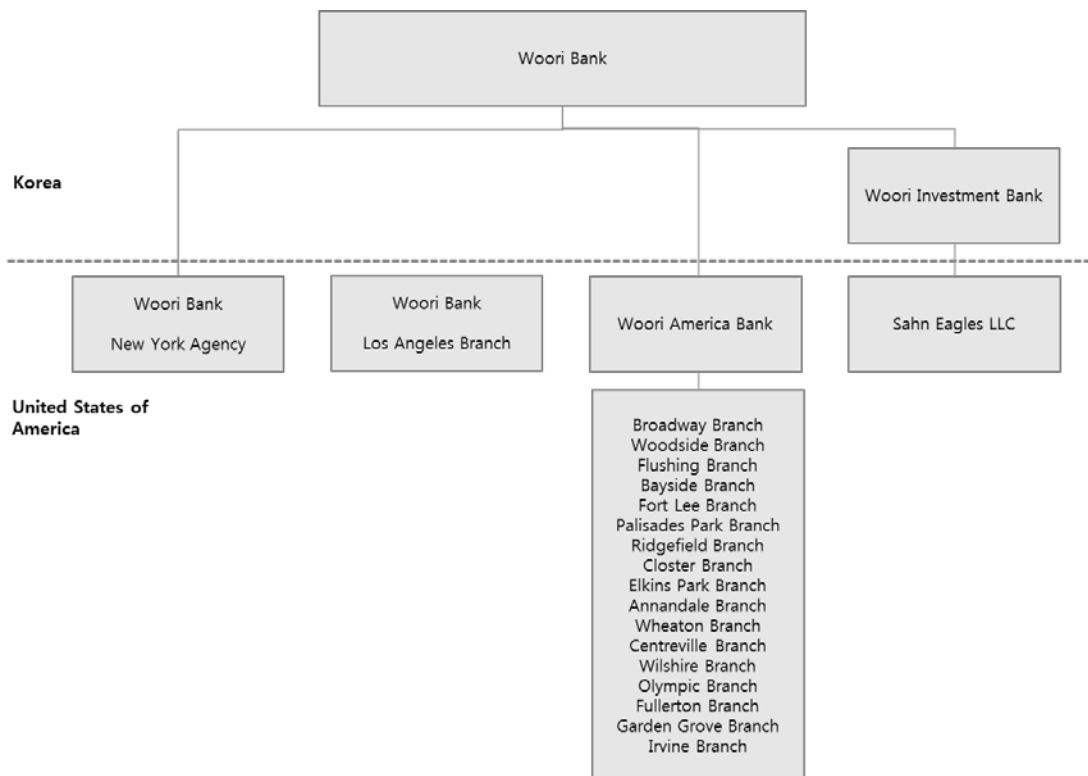 Woori Bank
Korea
Woori Investment Bank
Woori Bank
New York Agency
Woori Bank
Los Angeles Branch
Woori America Bank
Sahn Eagles LLC
United States of
America
Broadway Branch
Woodside Branch
Flushing Branch
Bayside Branch
Fort Lee Branch
Palisades Park Branch
Ridgefield Branch
Closter Branch
Elkins Park Branch
Annandale Branch
Wheaton Branch
Centreville Branch
Wilshire Branch
Olympic Branch
Fullerton Branch
Garden Grove Branch
Irvine Branch